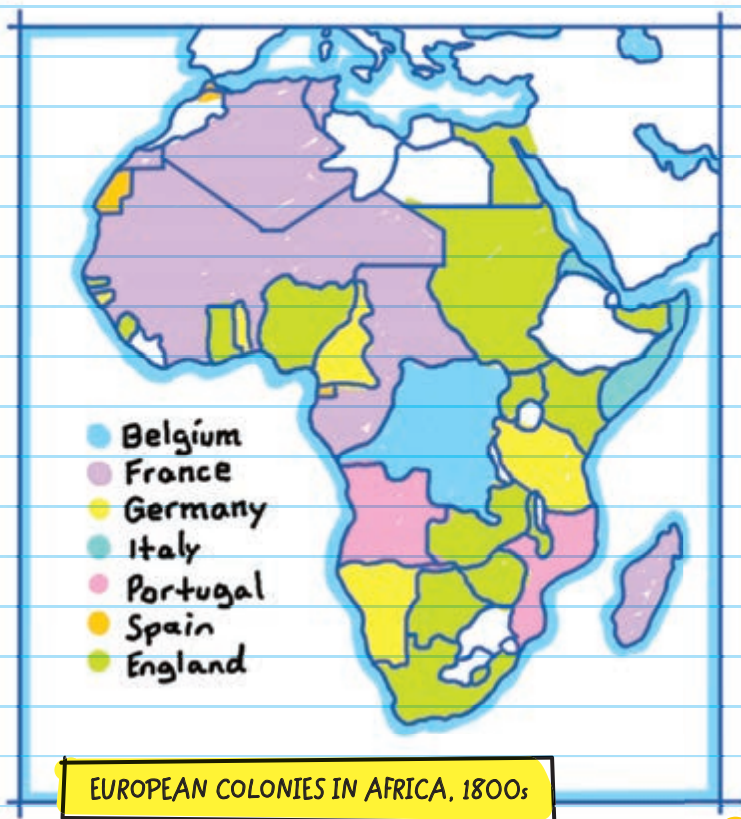 Belgium
France
Germany
Italy
Portugal
Spain
England
EUROPEAN COLONIES IN AFRICA, 1800s